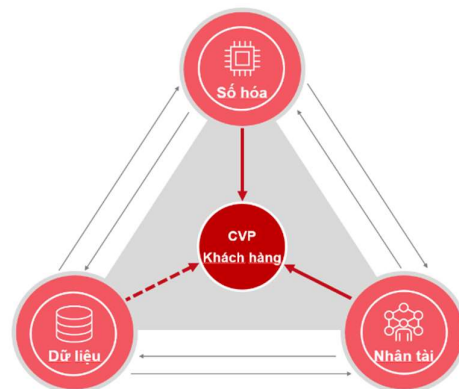 Số hóa
CVP
Khách hàng
Dữ liệu
Nhân tài